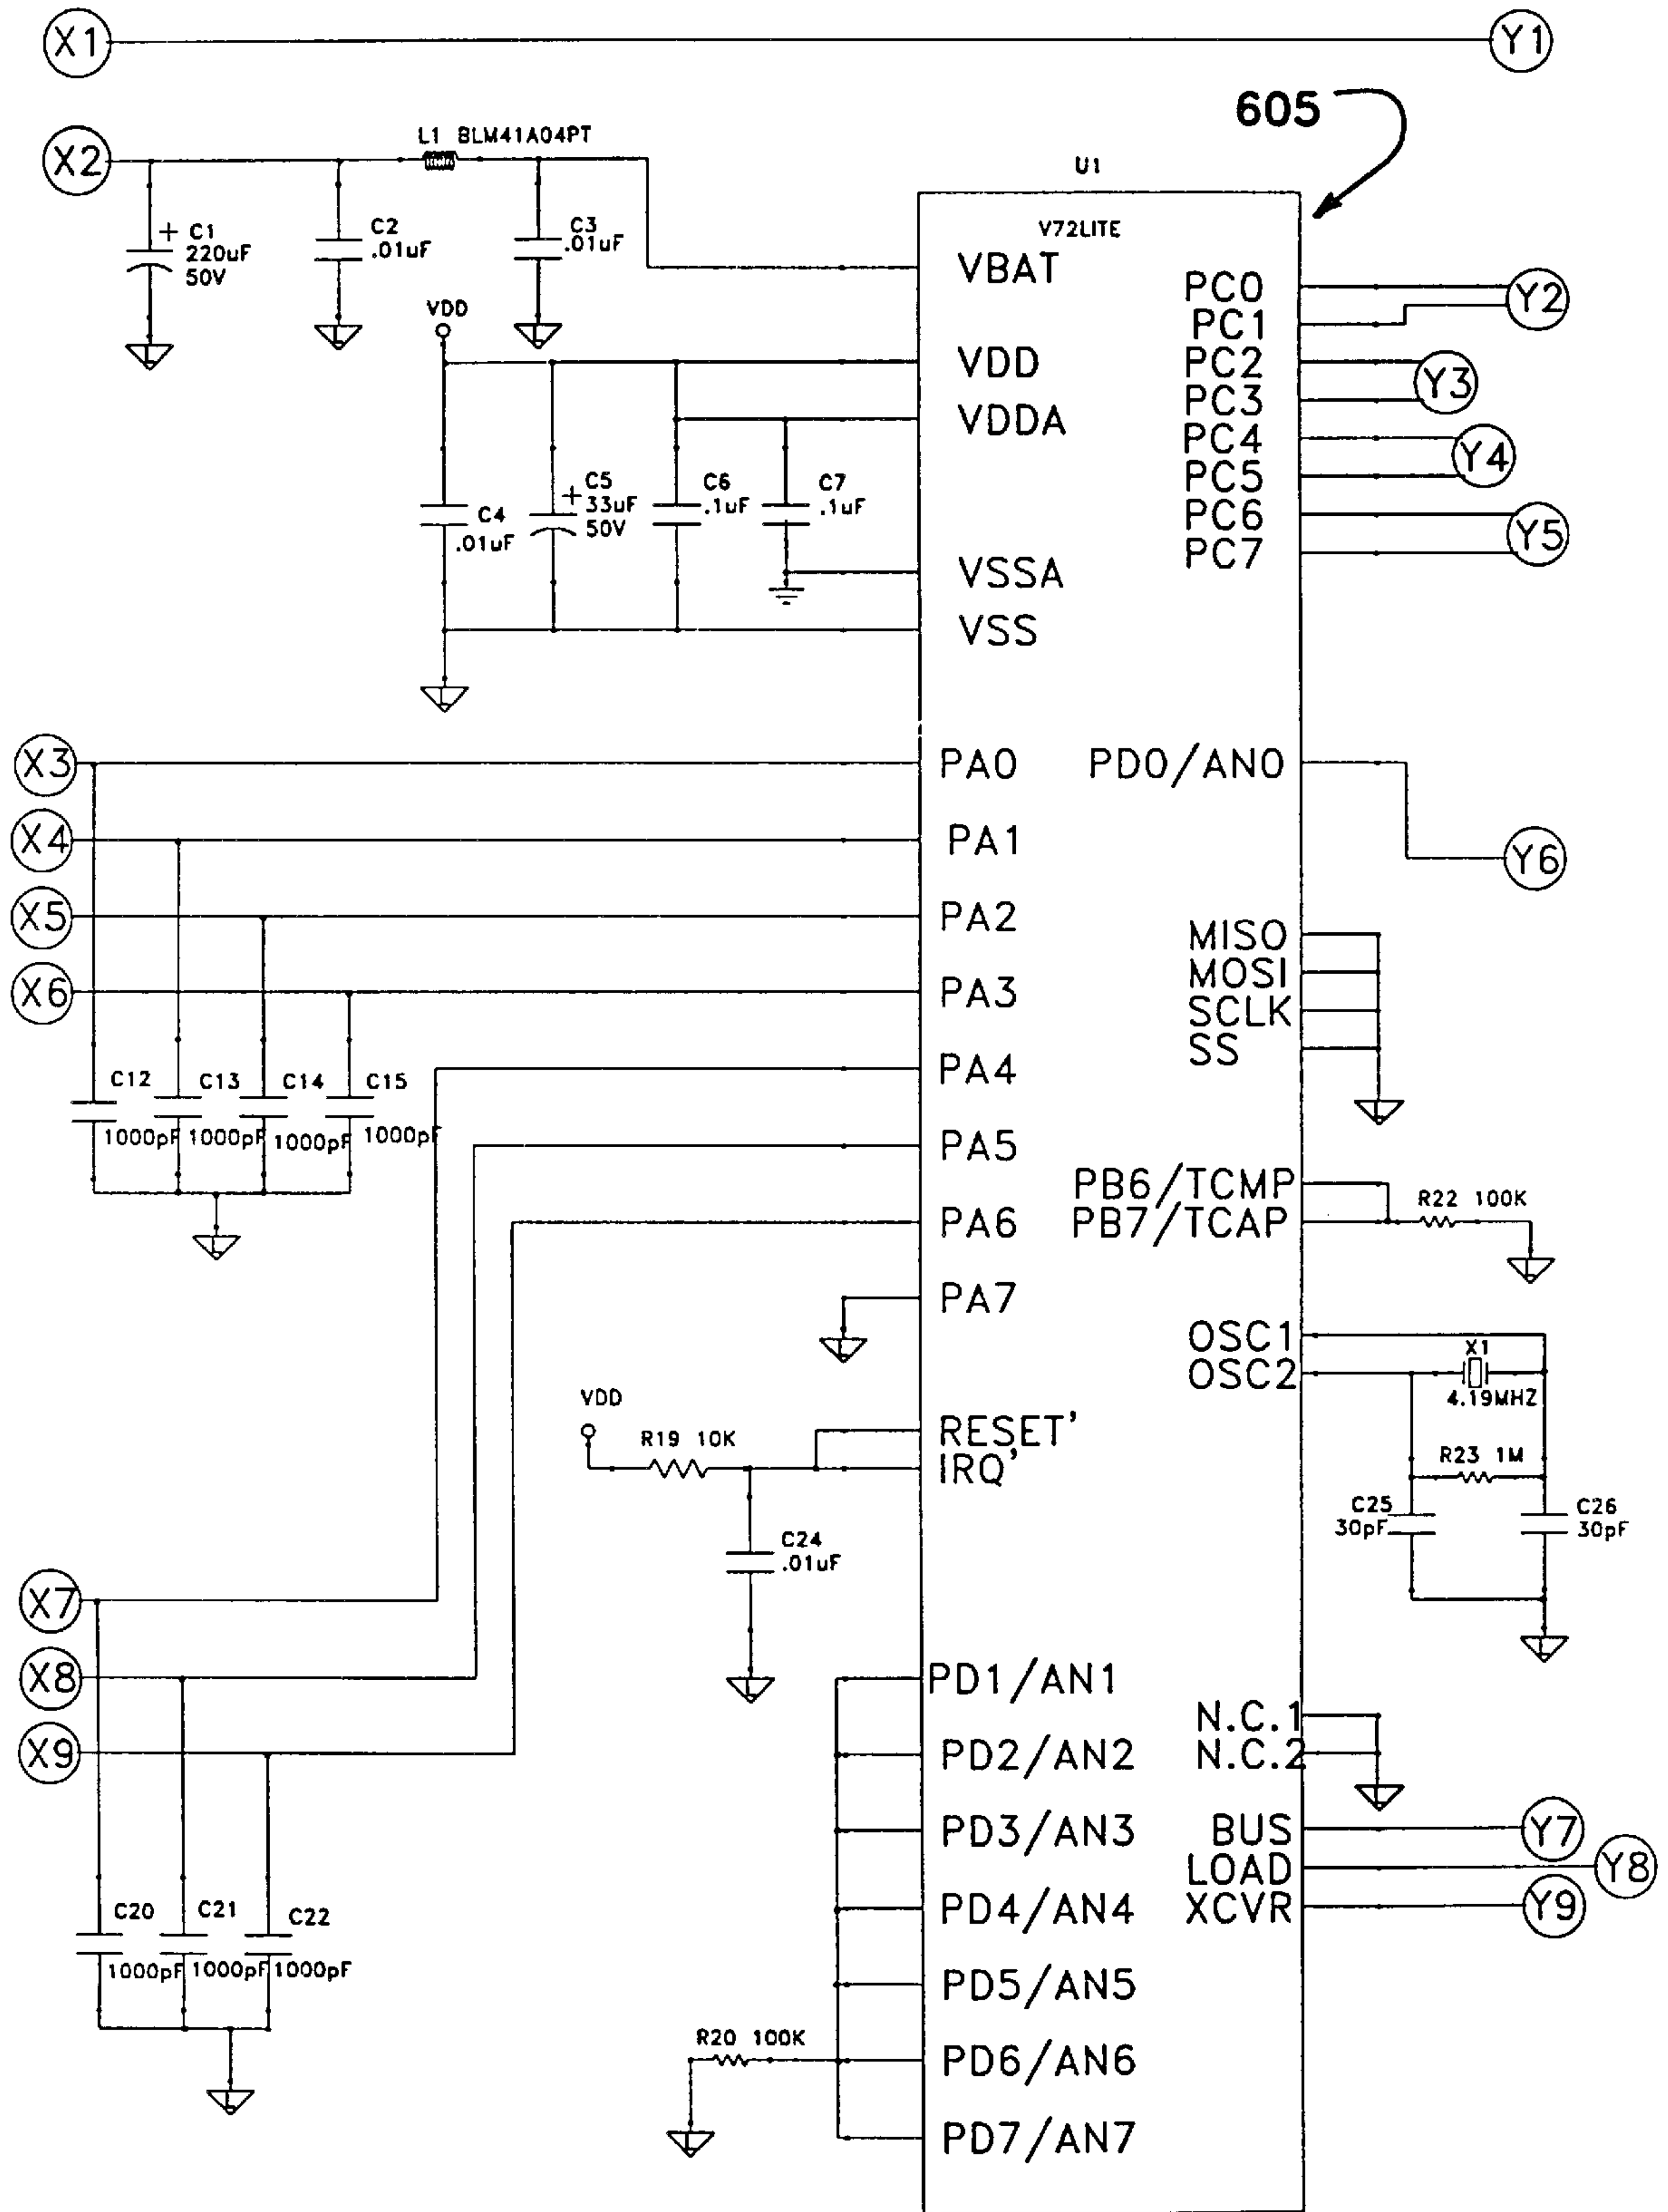 X1
Y1
605
X2
L1 BLM41A04PT
U1
V72LITE
+ C1
220uF
50V
C2
.01uF
C3
.01uF
VBAT
PC0
Y2
PC1
VDD
VDD
PC2
Y3
PC3
VDDA
PC4
Y4
PC5
C4
.01uF
+ C5
33uF
50V
C6
.1uF
C7
.1uF
PC6
Y5
PC7
VSSA
VSS
X3
PA0
PD0/AN0
X4
PA1
Y6
X5
PA2
MISO
MOSI
X6
PA3
SCLK
SS
PA4
C12
C13
C14
C15
1000pF
1000pF
1000pF
1000pF
PA5
PB6/TCMP
R22 100K
PA6
PB7/TCAP
PA7
OSC1
X1
OSC2
4.19MHZ
VDD
R19 10K
RESET'
IRQ'
R23 1M
C25
30pF
C26
30pF
C24
.01uF
X7
X8
PD1/AN1
N.C.1
X9
PD2/AN2
N.C.2
PD3/AN3
BUS
Y7
LOAD
Y8
C20
C21
C22
PD4/AN4
XCVR
Y9
1000pF
1000pF
1000pF
PD5/AN5
R20 100K
PD6/AN6
PD7/AN7